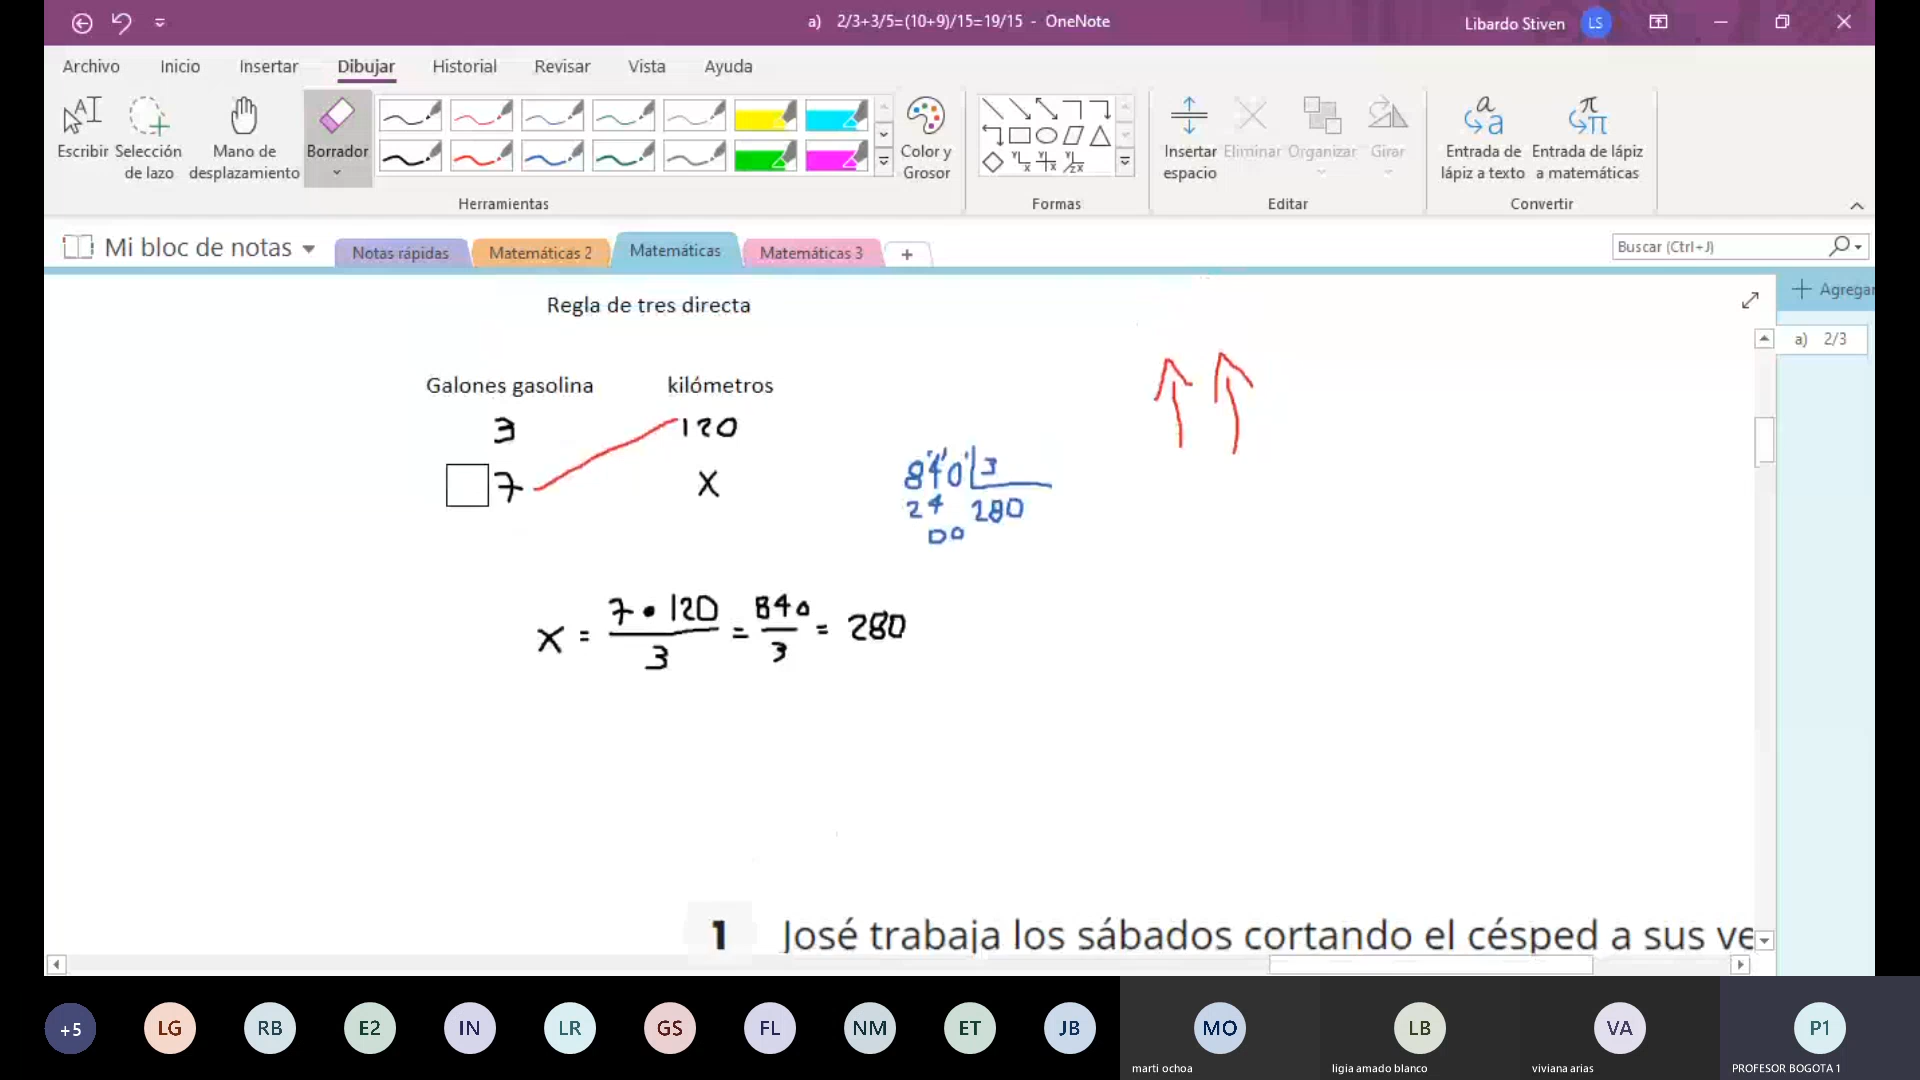 a) 2/3+3/5=(10+9)/15=19/15 - OneNote
Libardo Stiven LS
Archivo Inicio Insertar Dibujar Historial Revisar Vista Ayuda
Escribir
Selección de lazo
Mano de desplazamiento
Borrador
Color y Grosor
Insertar espacio
Eliminar
Organizar
Girar
Entrada de lápiz a texto
Entrada de lápiz a matemáticas
Herramientas Formas Editar Convertir
Mi bloc de notas Notas rápidas Matemáticas 2 Matemáticas Matemáticas 3 +
Buscar (Ctrl+J)
Agregar
a) 2/3
Regla de tres directa
Galones gasolina kilómetros
3 120
7 X
840 3
24 280
00
X = 7 • 120 / 3 = 840 / 3 = 280
1 José trabaja los sábados cortando el césped a sus ve
+5 LG RB E2 IN LR GS FL NM ET JB MO LB VA P1
marti ochoa ligia amado blanco viviana arias PROFESOR BOGOTA 1